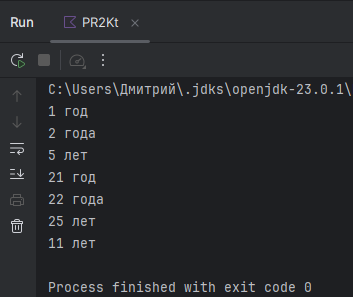 Run PR2Kt
C:\Users\Дмитрий\.jdks\openjdk-23.0.1\
1 год
2 года
5 лет
21 год
22 года
25 лет
11 лет
Process finished with exit code 0